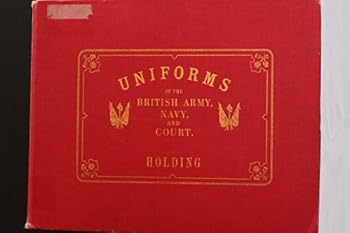 UNIFORMS
OF THE
BRITISH ARMY,
NAVY,
AND
COURT.
HOLDING